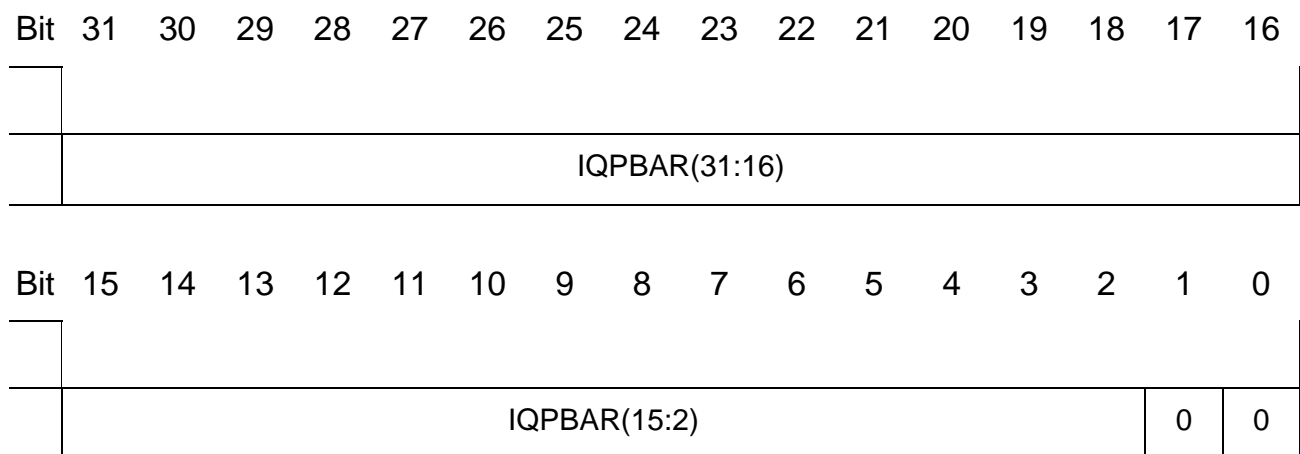 Bit 31 30 29 28 27 26 25 24 23 22 21 20 19 18 17 16
IQPBAR(31:16)
Bit 15 14 13 12 11 10 9 8 7 6 5 4 3 2 1 0
IQPBAR(15:2) 0 0